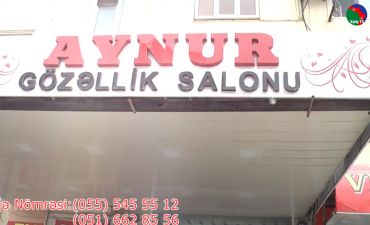 AYNUR
GÖZƏLLİK SALONU
ə Nömrəsi:(055) 545 55 12
(051) 662 85 56